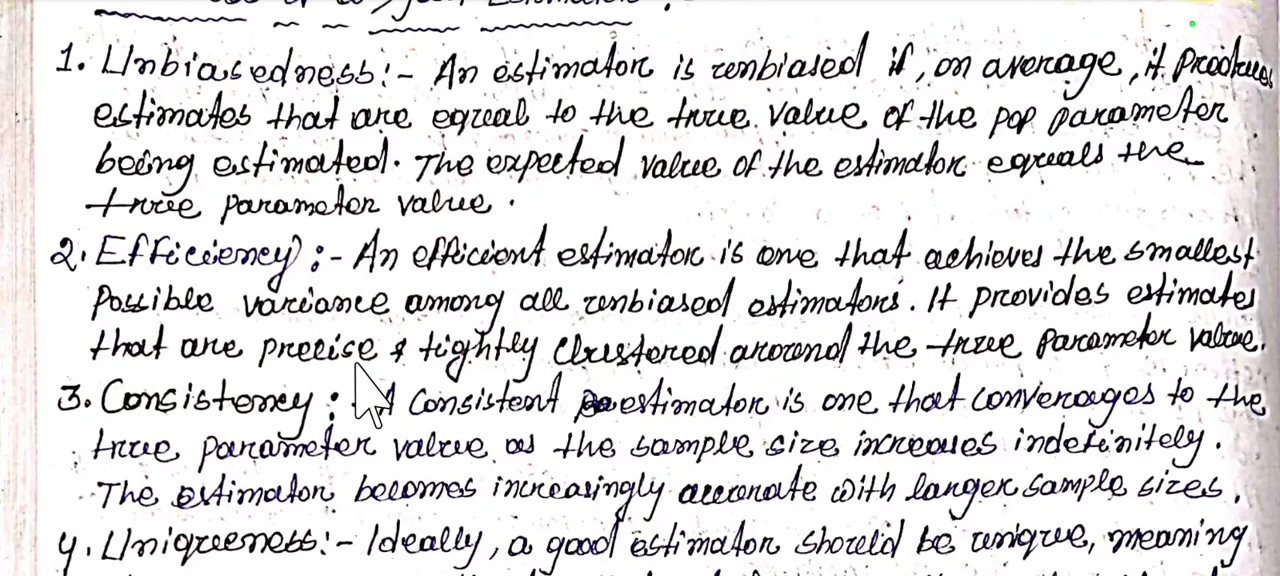 1. Unbiasedness:- An estimator is unbiased if, on average, it produces
estimates that are equal to the true value of the pop parameter
being estimated. The expected value of the estimator equals the
true parameter value.
2. Efficiency:- An efficient estimator is one that achieves the smallest
possible variance among all unbiased estimators. It provides estimates
that are precise & tightly clustered around the true parameter value.
3. Consistency: A Consistent estimator is one that converages to the
true parameter value as the sample size increases indefinitely.
The estimator becomes increasingly accurate with larger sample sizes.
4. Uniqueness:- Ideally, a good estimator should be unique, meaning